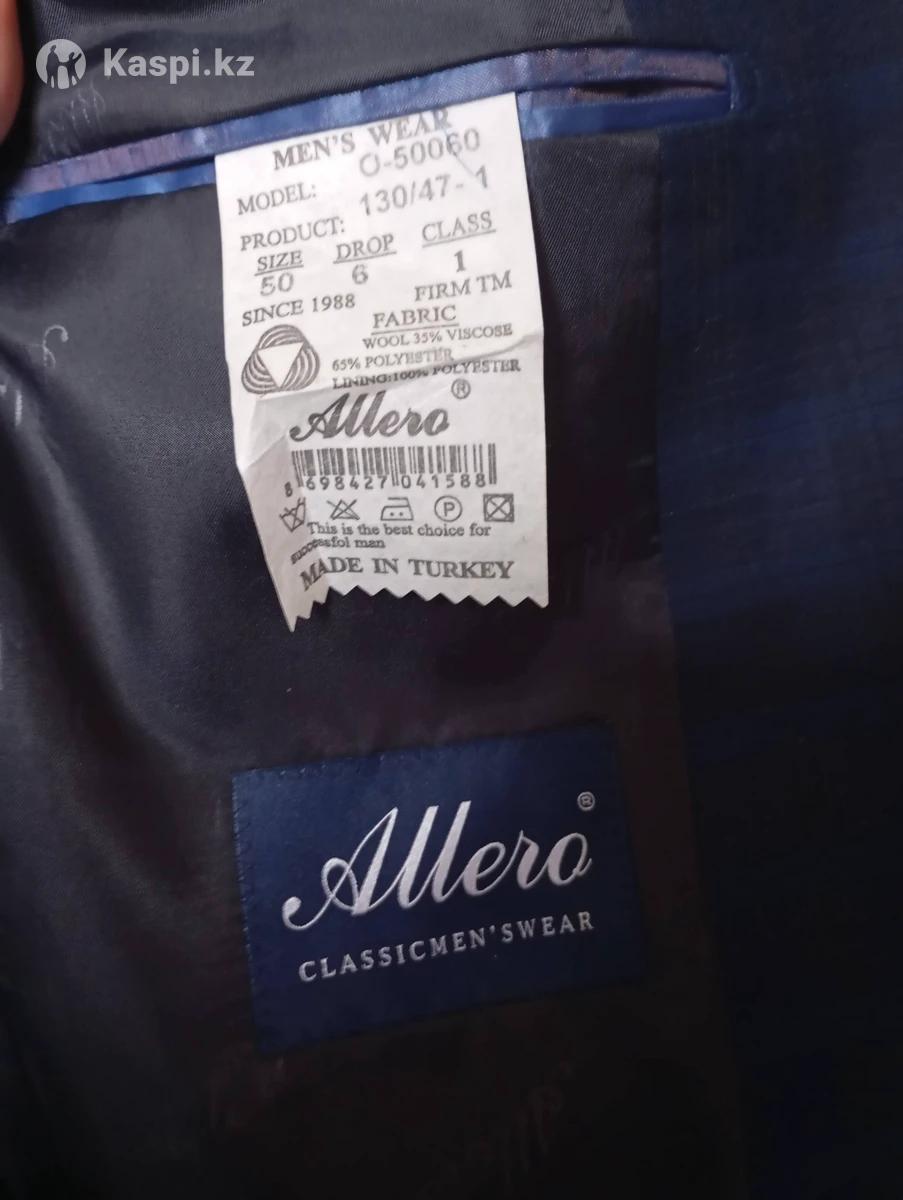 Kaspi.kz
MEN'S WEAR
MODEL: O-50060
PRODUCT: 130/47-1
SIZE DROP CLASS
50 6 1
SINCE 1988 FIRM TM
FABRIC
WOOL 35% VISCOSE
65% POLYESTER
LINING:100% POLYESTER
Allero ®
8 698427 041588
P
This is the best choice for
successfol man
MADE IN TURKEY
Allero ®
CLASSICMEN'SWEAR